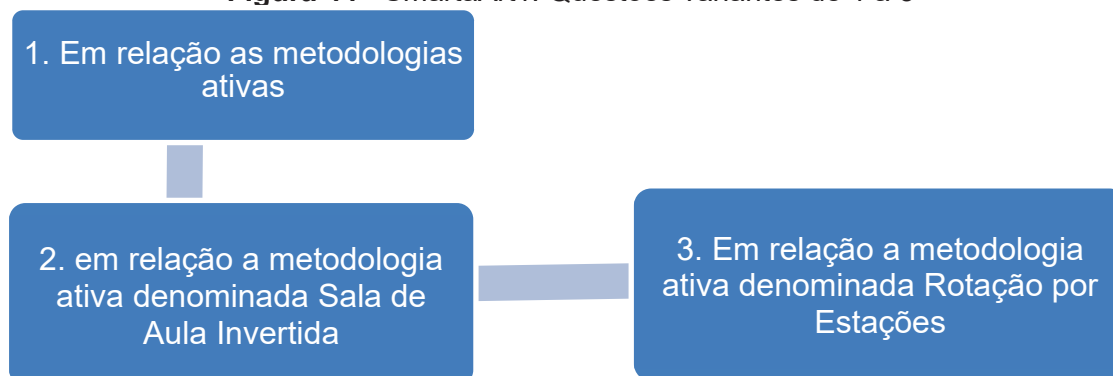 1. Em relação as metodologias
ativas
2. em relação a metodologia
ativa denominada Sala de
Aula Invertida
3. Em relação a metodologia
ativa denominada Rotação por
Estações